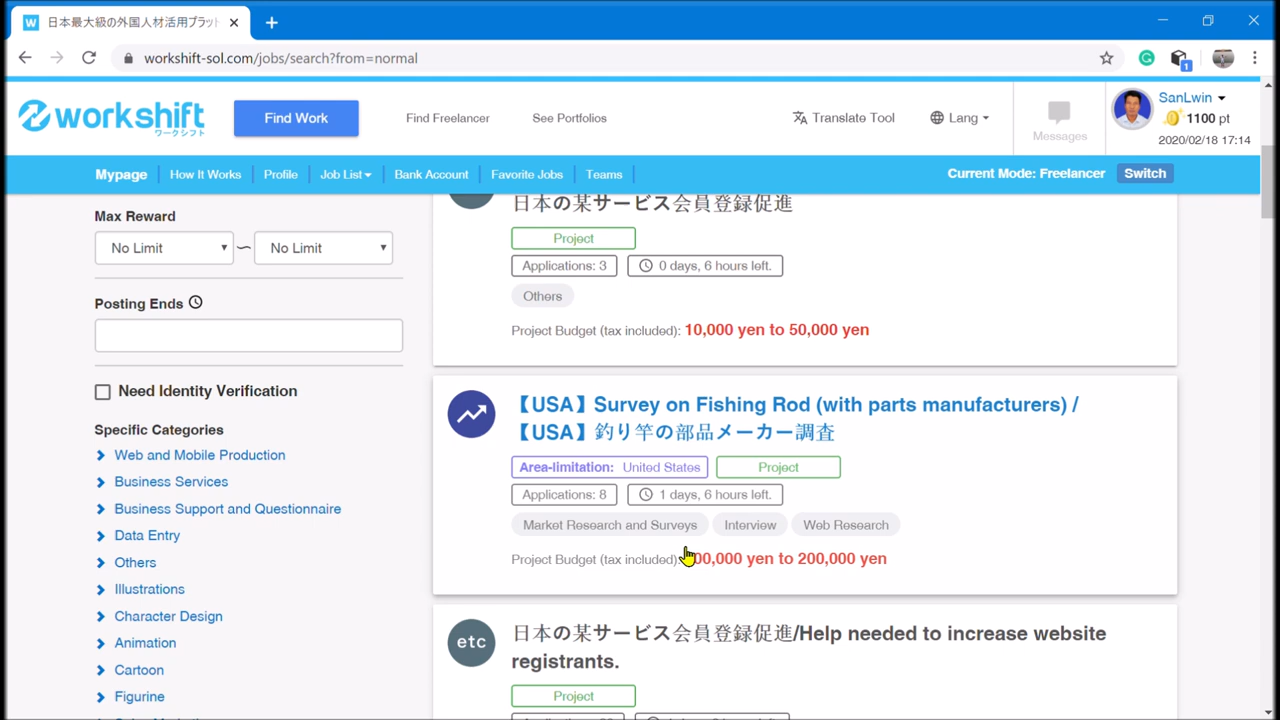 日本最大級の外国人材活用プラット
workshift-sol.com/jobs/search?from=normal
1
workshift
ワークシフト
Find Work
Find Freelancer
See Portfolios
Translate Tool
Lang
Messages
SanLwin
1100 pt
2020/02/18 17:14
Mypage
How It Works
Profile
Job List
Bank Account
Favorite Jobs
Teams
Current Mode: Freelancer
Switch
Max Reward
No Limit
No Limit
Posting Ends
Need Identity Verification
Specific Categories
Web and Mobile Production
Business Services
Business Support and Questionnaire
Data Entry
Others
Illustrations
Character Design
Animation
Cartoon
Figurine
日本の某サービス会員登録促進
Project
Applications: 3
0 days, 6 hours left.
Others
Project Budget (tax included): 10,000 yen to 50,000 yen
【USA】Survey on Fishing Rod (with parts manufacturers) /
【USA】釣り竿の部品メーカー調査
Area-limitation: United States
Project
Applications: 8
1 days, 6 hours left.
Market Research and Surveys
Interview
Web Research
Project Budget (tax included): 00,000 yen to 200,000 yen
etc
日本の某サービス会員登録促進/Help needed to increase website
registrants.
Project